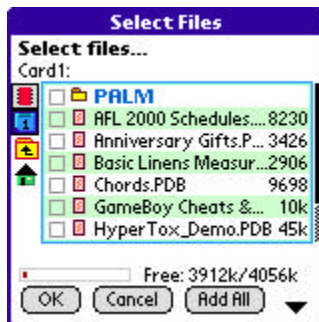 Select Files
Select files...
Card1:
PALM
AFL 2000 Schedules....8230
Anniversary Gifts.P... 3426
Basic Linens Measur...2906
Chords.PDB 9698
GameBoy Cheats &... 10k
HyperTox_Demo.PDB 45k
Free: 3912k/4056k
OK Cancel Add All